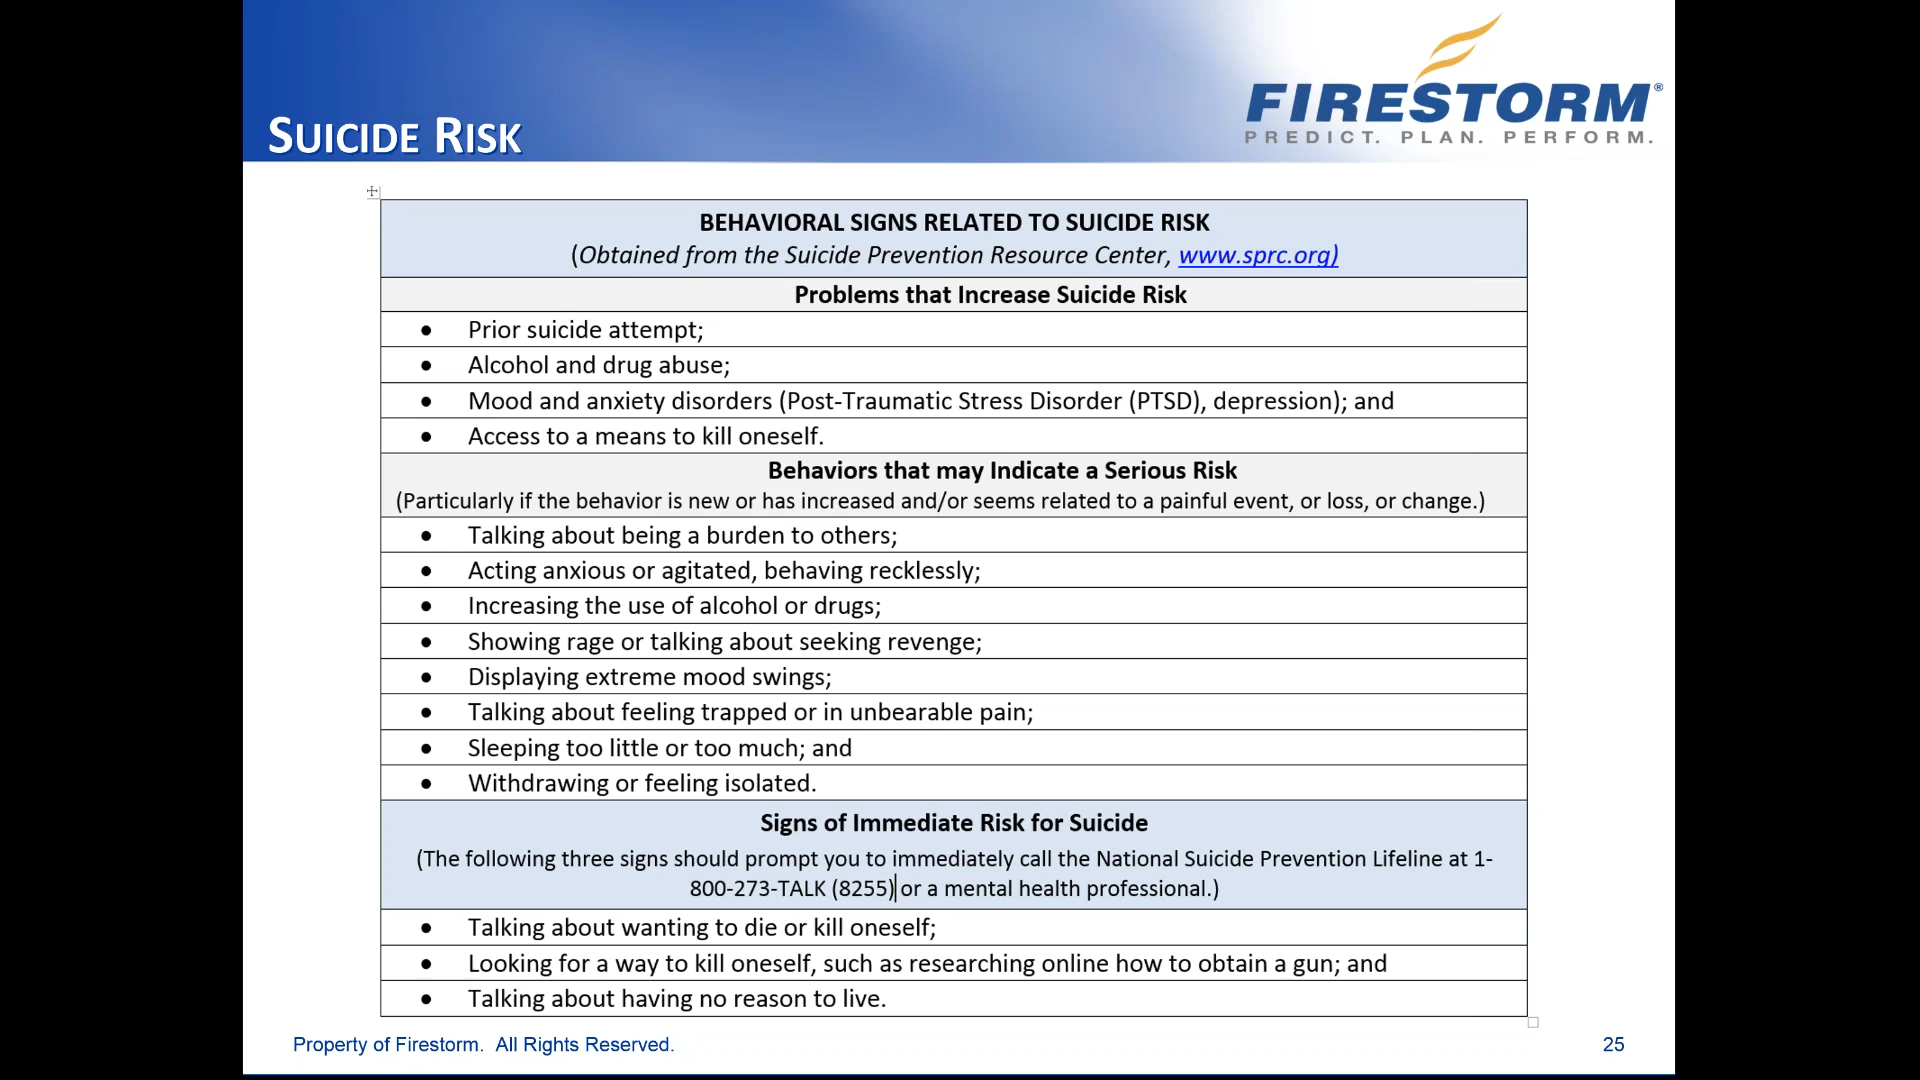 SUICIDE RISK
FIRESTORM®
PREDICT. PLAN. PERFORM.
BEHAVIORAL SIGNS RELATED TO SUICIDE RISK
(Obtained from the Suicide Prevention Resource Center, www.sprc.org)
Problems that Increase Suicide Risk
• Prior suicide attempt;
• Alcohol and drug abuse;
• Mood and anxiety disorders (Post-Traumatic Stress Disorder (PTSD), depression); and
• Access to a means to kill oneself.
Behaviors that may Indicate a Serious Risk
(Particularly if the behavior is new or has increased and/or seems related to a painful event, or loss, or change.)
• Talking about being a burden to others;
• Acting anxious or agitated, behaving recklessly;
• Increasing the use of alcohol or drugs;
• Showing rage or talking about seeking revenge;
• Displaying extreme mood swings;
• Talking about feeling trapped or in unbearable pain;
• Sleeping too little or too much; and
• Withdrawing or feeling isolated.
Signs of Immediate Risk for Suicide
(The following three signs should prompt you to immediately call the National Suicide Prevention Lifeline at 1-
800-273-TALK (8255) or a mental health professional.)
• Talking about wanting to die or kill oneself;
• Looking for a way to kill oneself, such as researching online how to obtain a gun; and
• Talking about having no reason to live.
Property of Firestorm. All Rights Reserved.
25